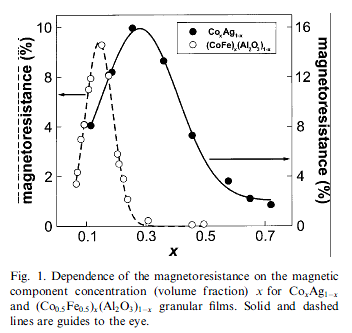 magnetoresistance (%)
10
8
4
2
0
16
12
8
4
0
magnetoresistance (%)
CoxAg1-x
(CoFe)x(Al2O3)1-x
0.1 0.3 0.5 0.7
x
Fig. 1. Dependence of the magnetoresistance on the magnetic
component concentration (volume fraction) x for CoxAg1−x
and (Co0.5Fe0.5)x(Al2O3)1−x granular films. Solid and dashed
lines are guides to the eye.